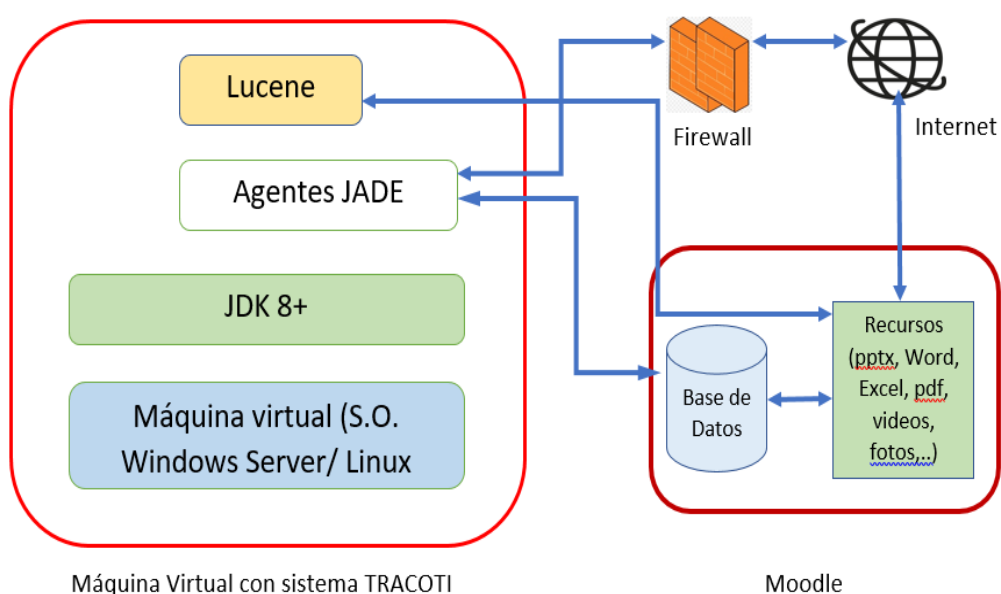 Lucene
Agentes JADE
JDK 8+
Máquina virtual (S.O.
Windows Server/ Linux
Máquina Virtual con sistema TRACOTI
Firewall
Internet
Base de
Datos
Recursos
(pptx, Word,
Excel, pdf,
videos,
fotos,..)
Moodle